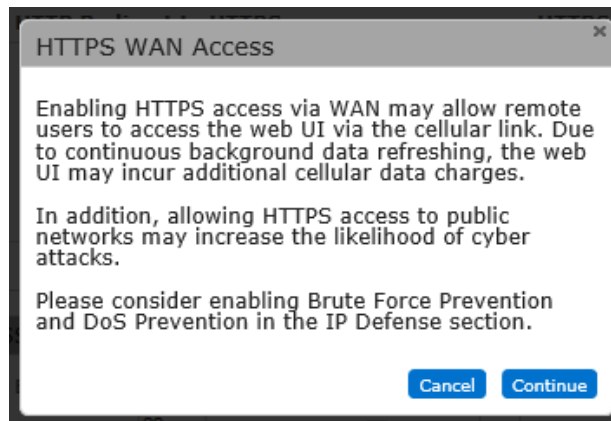 HTTPS WAN Access
Enabling HTTPS access via WAN may allow remote
users to access the web UI via the cellular link. Due
to continuous background data refreshing, the web
UI may incur additional cellular data charges.
In addition, allowing HTTPS access to public
networks may increase the likelihood of cyber
attacks.
Please consider enabling Brute Force Prevention
and DoS Prevention in the IP Defense section.
Cancel Continue